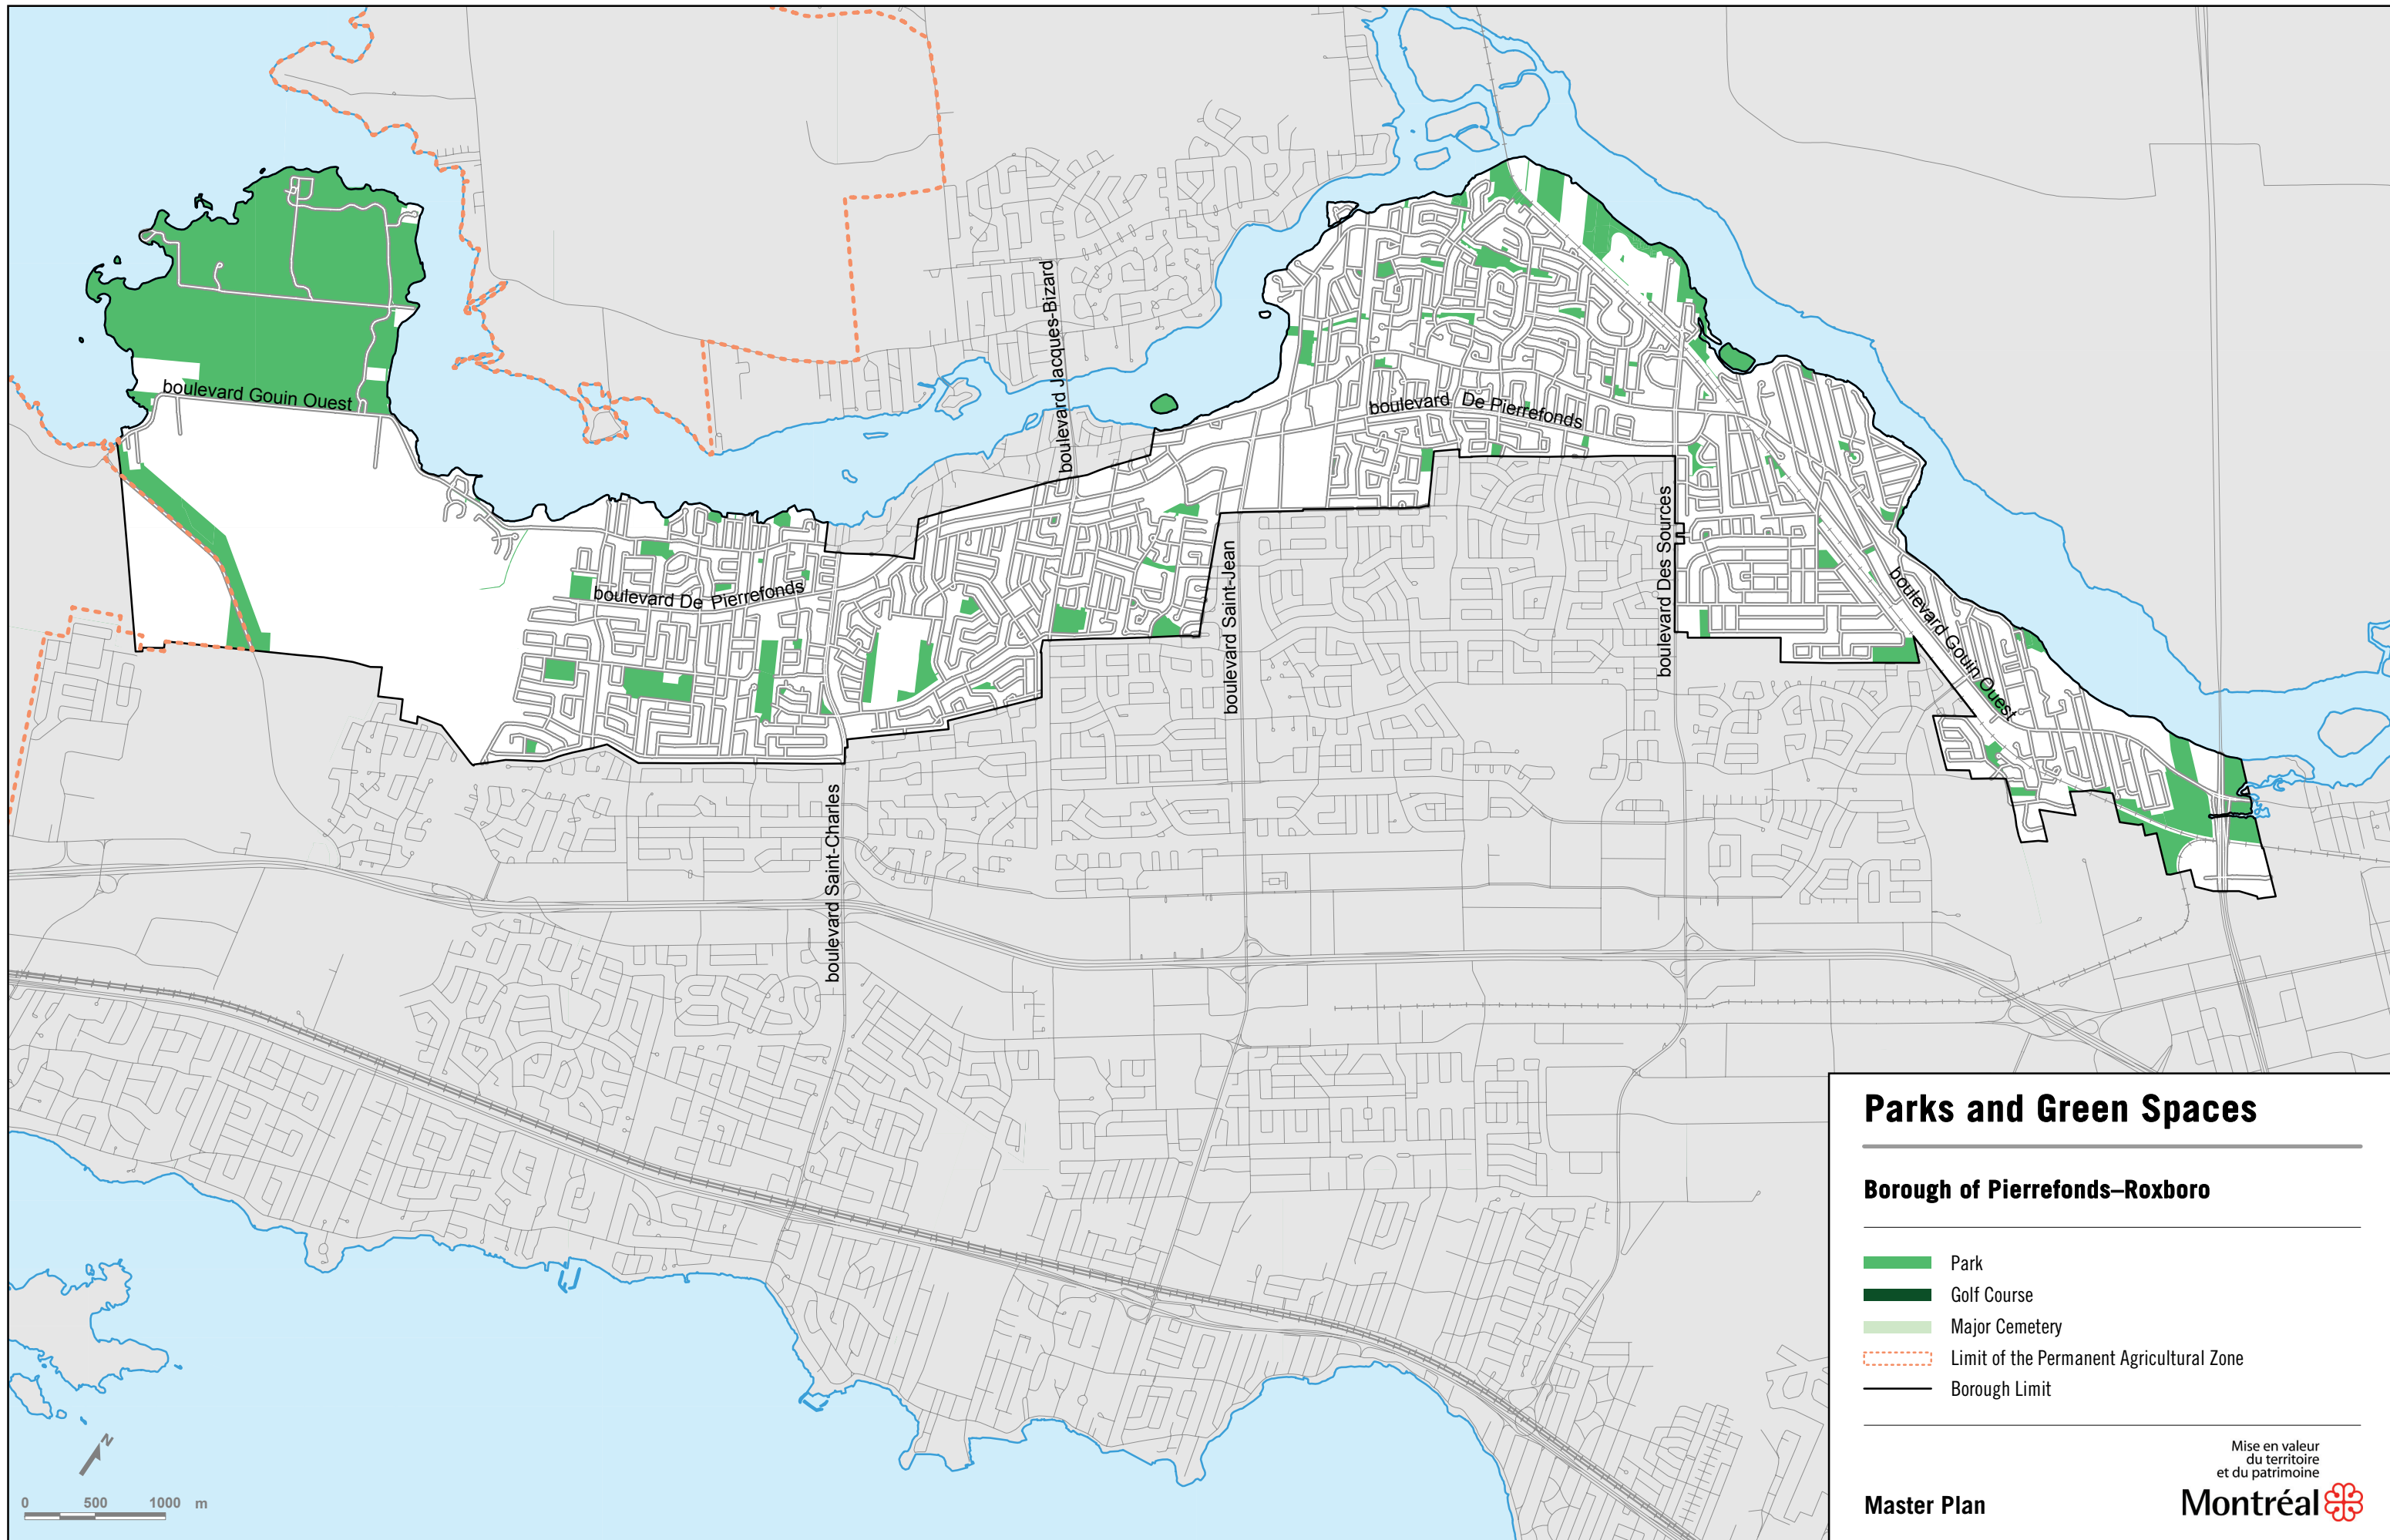 boulevard Gouin Ouest
boulevard Jacques-Bizard
boulevard De Pierrefonds
boulevard De Pierrefonds
boulevard Saint-Jean
boulevard Des Sources
boulevard Gouin Ouest
boulevard Saint-Charles
Parks and Green Spaces
Borough of Pierrefonds–Roxboro
Park
Golf Course
Major Cemetery
Limit of the Permanent Agricultural Zone
Borough Limit
Mise en valeur
du territoire
et du patrimoine
Master Plan
Montréal
N
0 500 1000 m